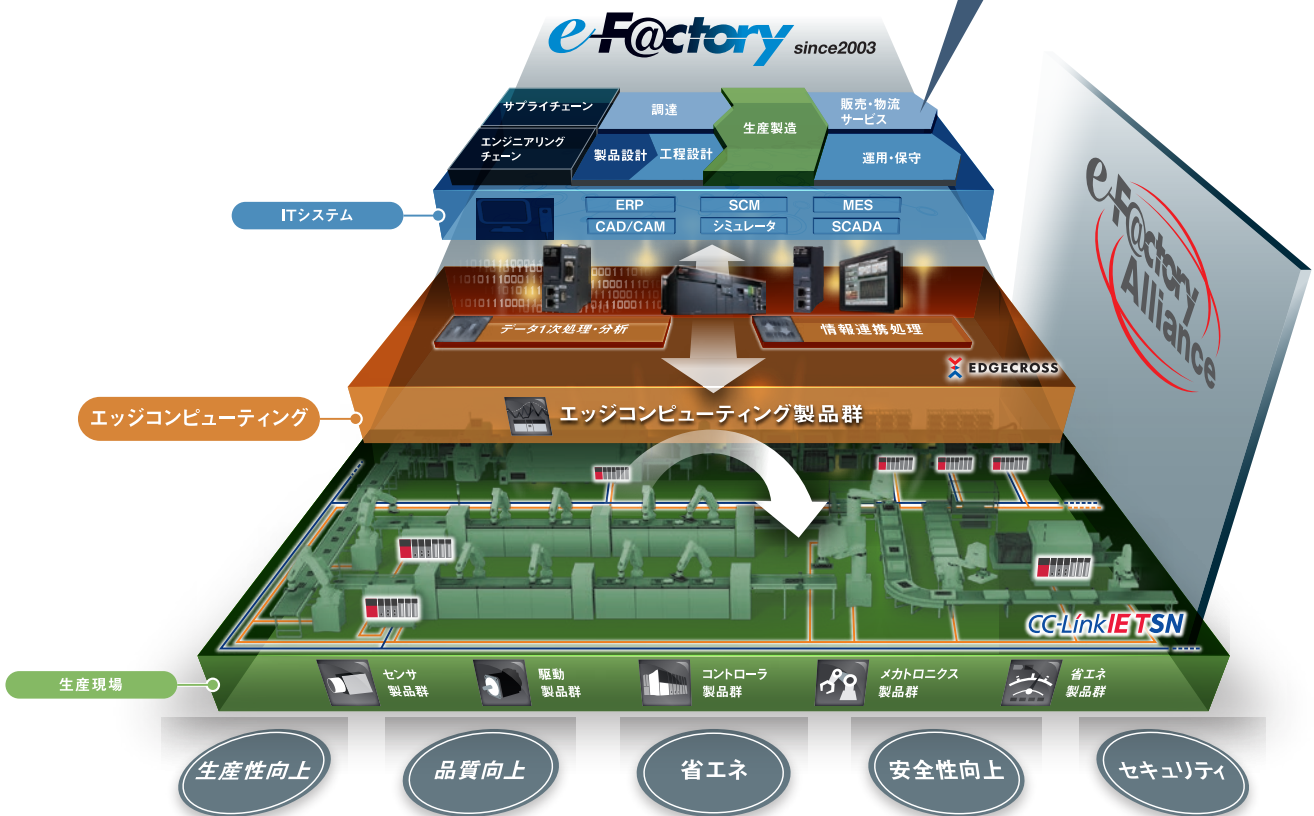 e-F@ctory since2003
サプライチェーン
調達
生産製造
販売・物流
サービス
エンジニアリング
チェーン
製品設計
工程設計
運用・保守
ITシステム
ERP
SCM
MES
CAD/CAM
シミュレータ
SCADA
e-F@ctory
Alliance
データ1次処理・分析
情報連携処理
EDGECROSS
エッジコンピューティング
エッジコンピューティング製品群
CC-Link IE TSN
生産現場
センサ
製品群
駆動
製品群
コントローラ
製品群
メカトロニクス
製品群
省エネ
製品群
生産性向上
品質向上
省エネ
安全性向上
セキュリティ